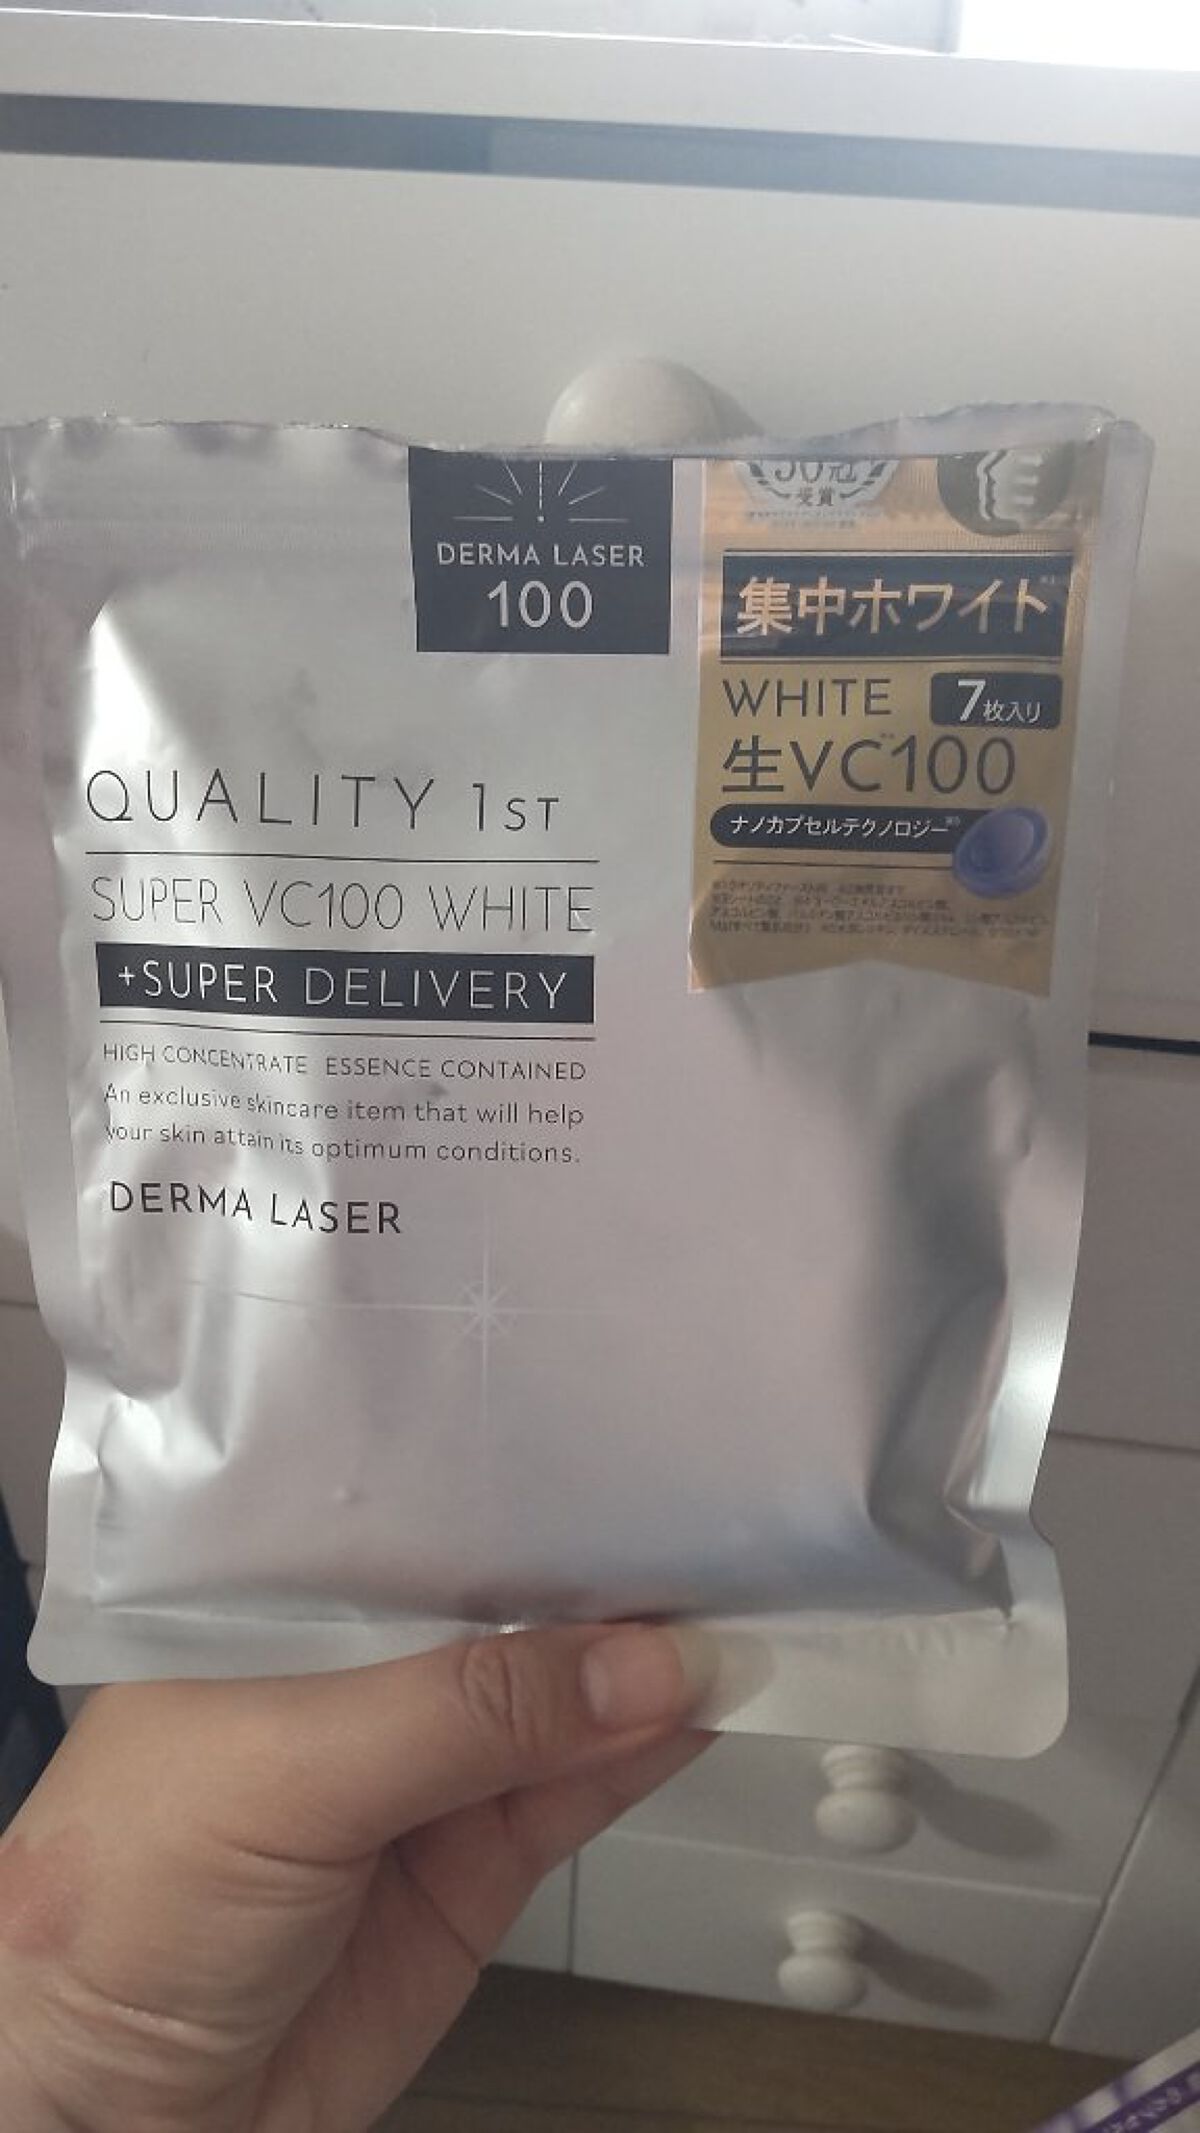 DERMA LASER
100
QUALITY 1ST
SUPER VC100 WHITE
+SUPER DELIVERY
HIGH CONCENTRATE ESSENCE CONTAINED
An exclusive skincare item that will help
your skin attain its optimum conditions.
DERMA LASER
受賞
集中ホワイト
WHITE
7枚入り
生VC100
ナノカプセルテクノロジー